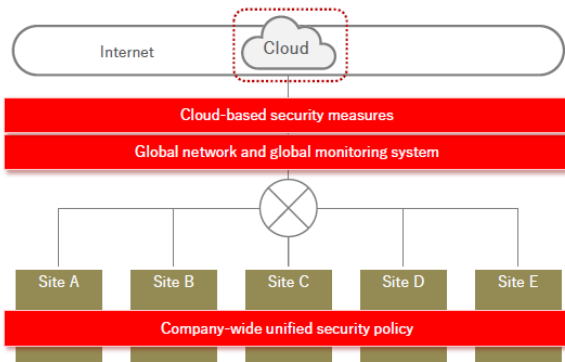 Internet
Cloud
Cloud-based security measures
Global network and global monitoring system
Site A
Site B
Site C
Site D
Site E
Company-wide unified security policy